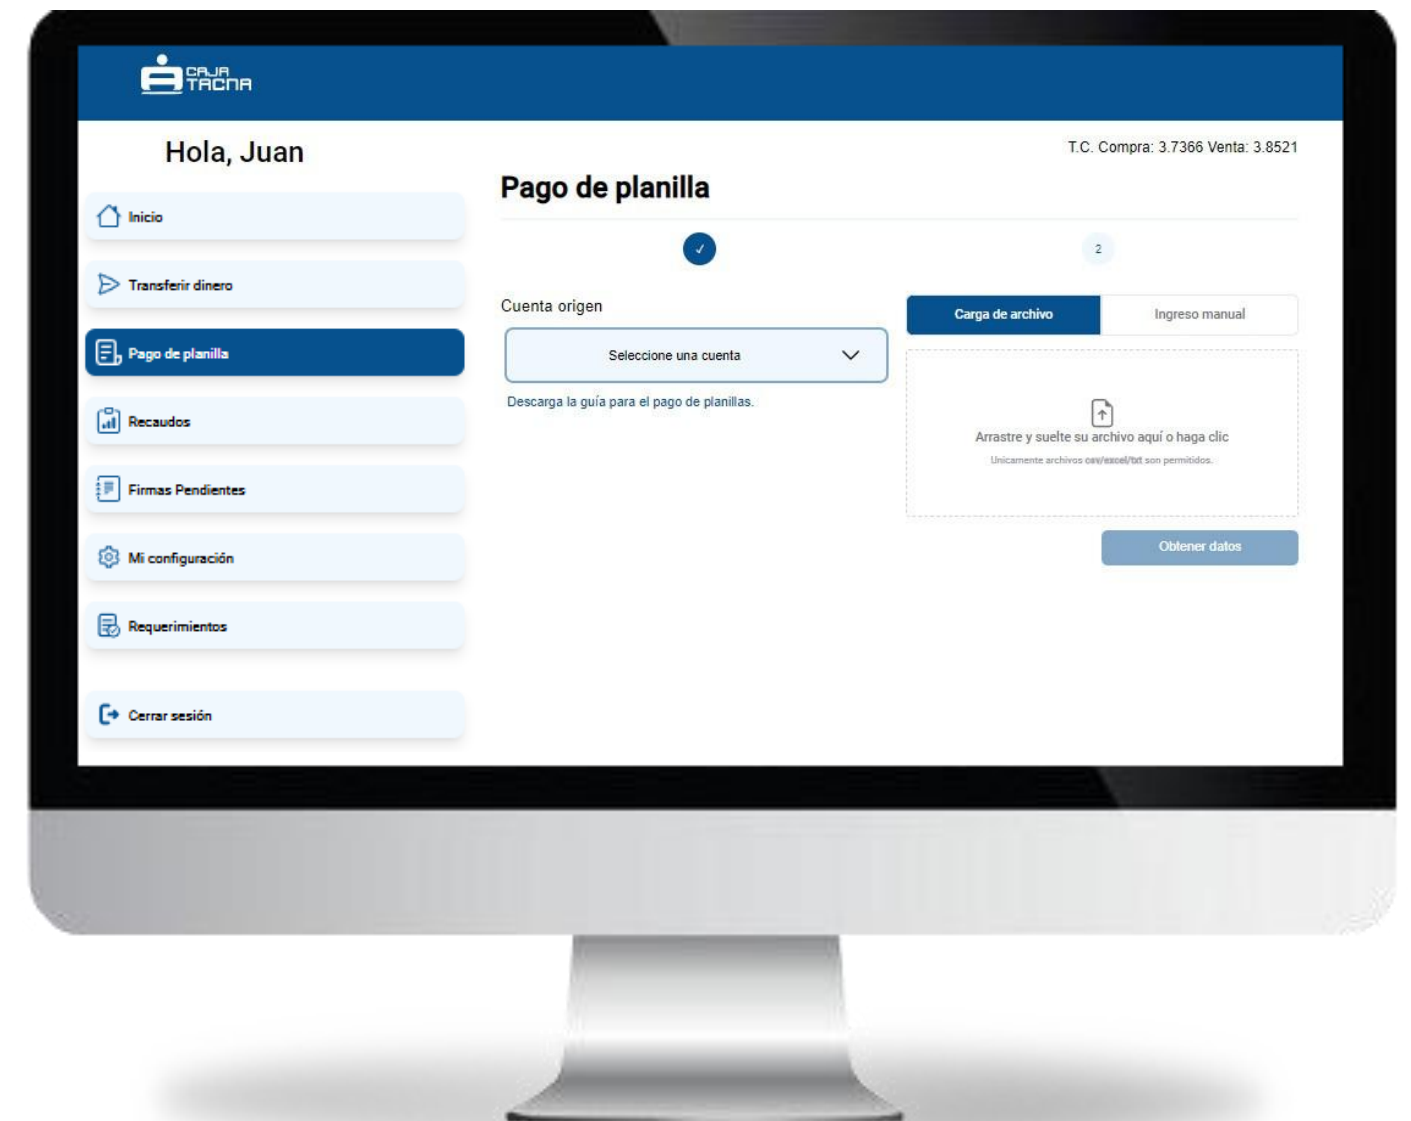 CAJA
TACNA
Hola, Juan
T.C. Compra: 3.7366 Venta: 3.8521
Pago de planilla
Inicio
2
Transferir dinero
Cuenta origen
Carga de archivo
Ingreso manual
Pago de planilla
Seleccione una cuenta
Descarga la guía para el pago de planillas.
Recaudos
Arrastre y suelte su archivo aquí o haga clic
Unicamente archivos csv/excel/txt son permitidos.
Firmas Pendientes
Obtener datos
Mi configuración
Requerimientos
Cerrar sesión